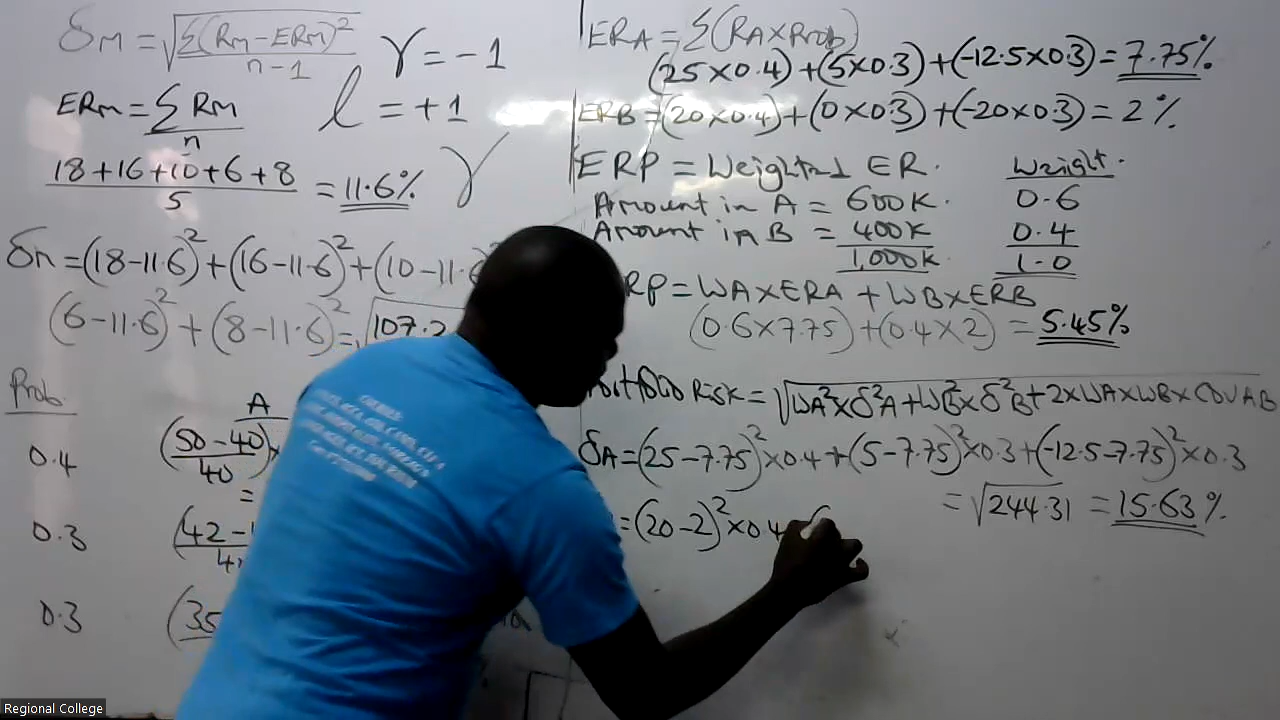 δM = √Σ(RM-ERM)²
n-1
γ = -1
ERM = ΣRM
n
l = +1
18+16+10+6+8 = 11.6%
5
γ
δM = (18-11.6)² + (16-11.6)² + (10-11.6)²
(6-11.6)² + (8-11.6)² = √107.2
Prob
A
0.4
(50-40)×
40
=
0.3
(42-
4
0.3
(35
ERA = Σ(RA×Prob)
(25×0.4)+(5×0.3)+(-12.5×0.3) = 7.75%
ERB = (20×0.4)+(0×0.3)+(-20×0.3) = 2%
ERP = Weighted ER. Weight.
Amount in A = 600K. 0.6
Amount in B = 400K 0.4
1,000K. 1.0
RP = WA×ERA + WB×ERB
(0.6×7.75)+(0.4×2) = 5.45%
Portfolio Risk = √WA²×δ²A+WB²×δ²B+2×WA×WB×COVAB
δA = (25-7.75)²×0.4+(5-7.75)²×0.3+(-12.5-7.75)²×0.3
= √244.31 = 15.63%
= (20-2)²×0.4 (
Regional College